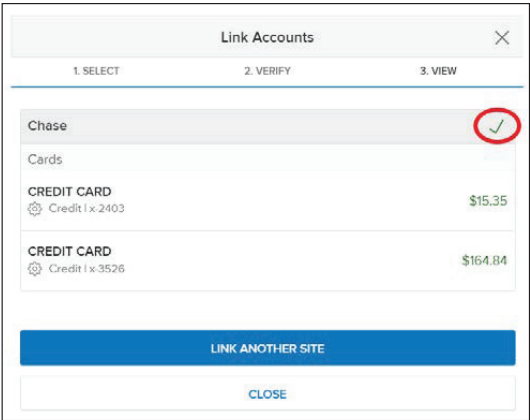 Link Accounts
1. SELECT 2. VERIFY 3. VIEW
Chase
Cards
CREDIT CARD
Credit | x-2403 $15.35
CREDIT CARD
Credit | x-3526 $164.84
LINK ANOTHER SITE
CLOSE